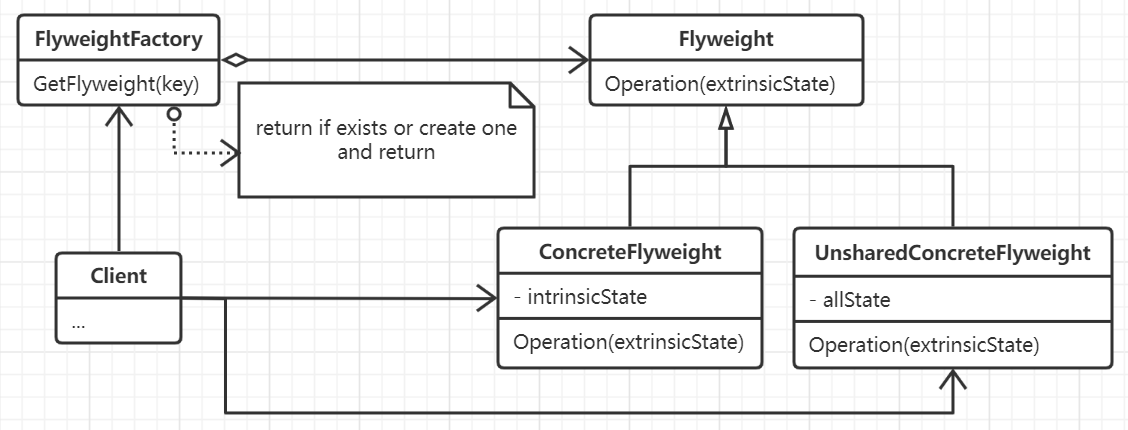 FlyweightFactory
GetFlyweight(key)
Flyweight
Operation(extrinsicState)
return if exists or create one
and return
Client
...
ConcreteFlyweight
- intrinsicState
Operation(extrinsicState)
UnsharedConcreteFlyweight
- allState
Operation(extrinsicState)